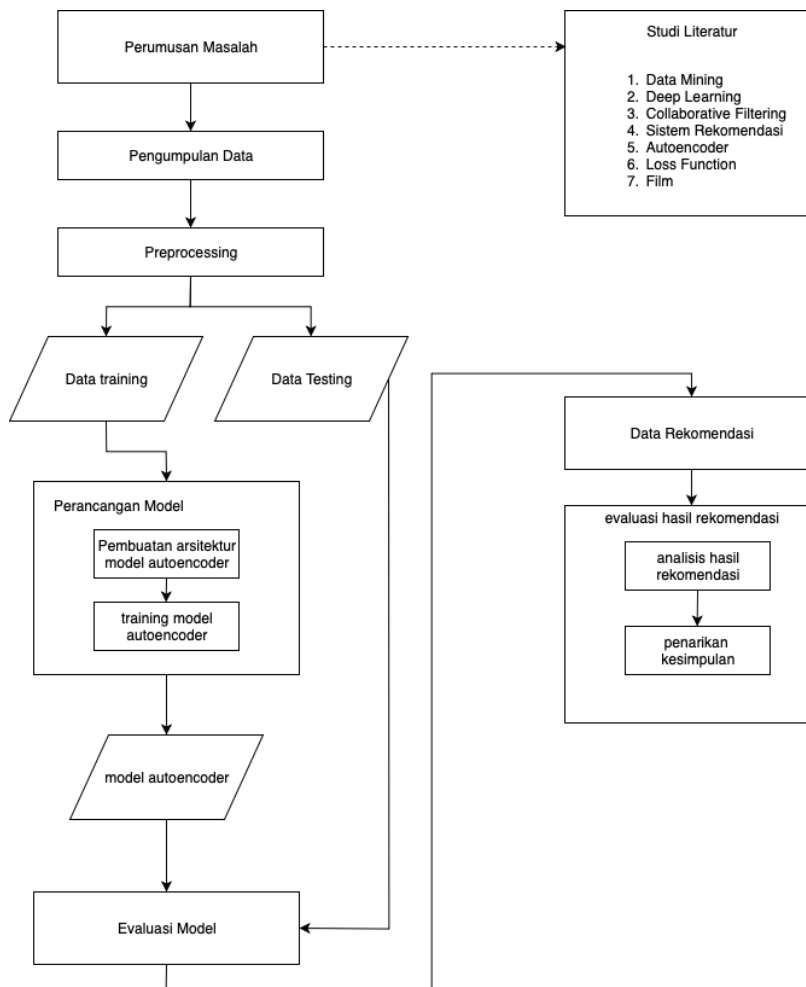 Perumusan Masalah
Studi Literatur
1. Data Mining
2. Deep Learning
3. Collaborative Filtering
4. Sistem Rekomendasi
5. Autoencoder
6. Loss Function
7. Film
Pengumpulan Data
Preprocessing
Data training
Data Testing
Perancangan Model
Pembuatan arsitektur
model autoencoder
training model
autoencoder
model autoencoder
Evaluasi Model
Data Rekomendasi
evaluasi hasil rekomendasi
analisis hasil
rekomendasi
penarikan
kesimpulan